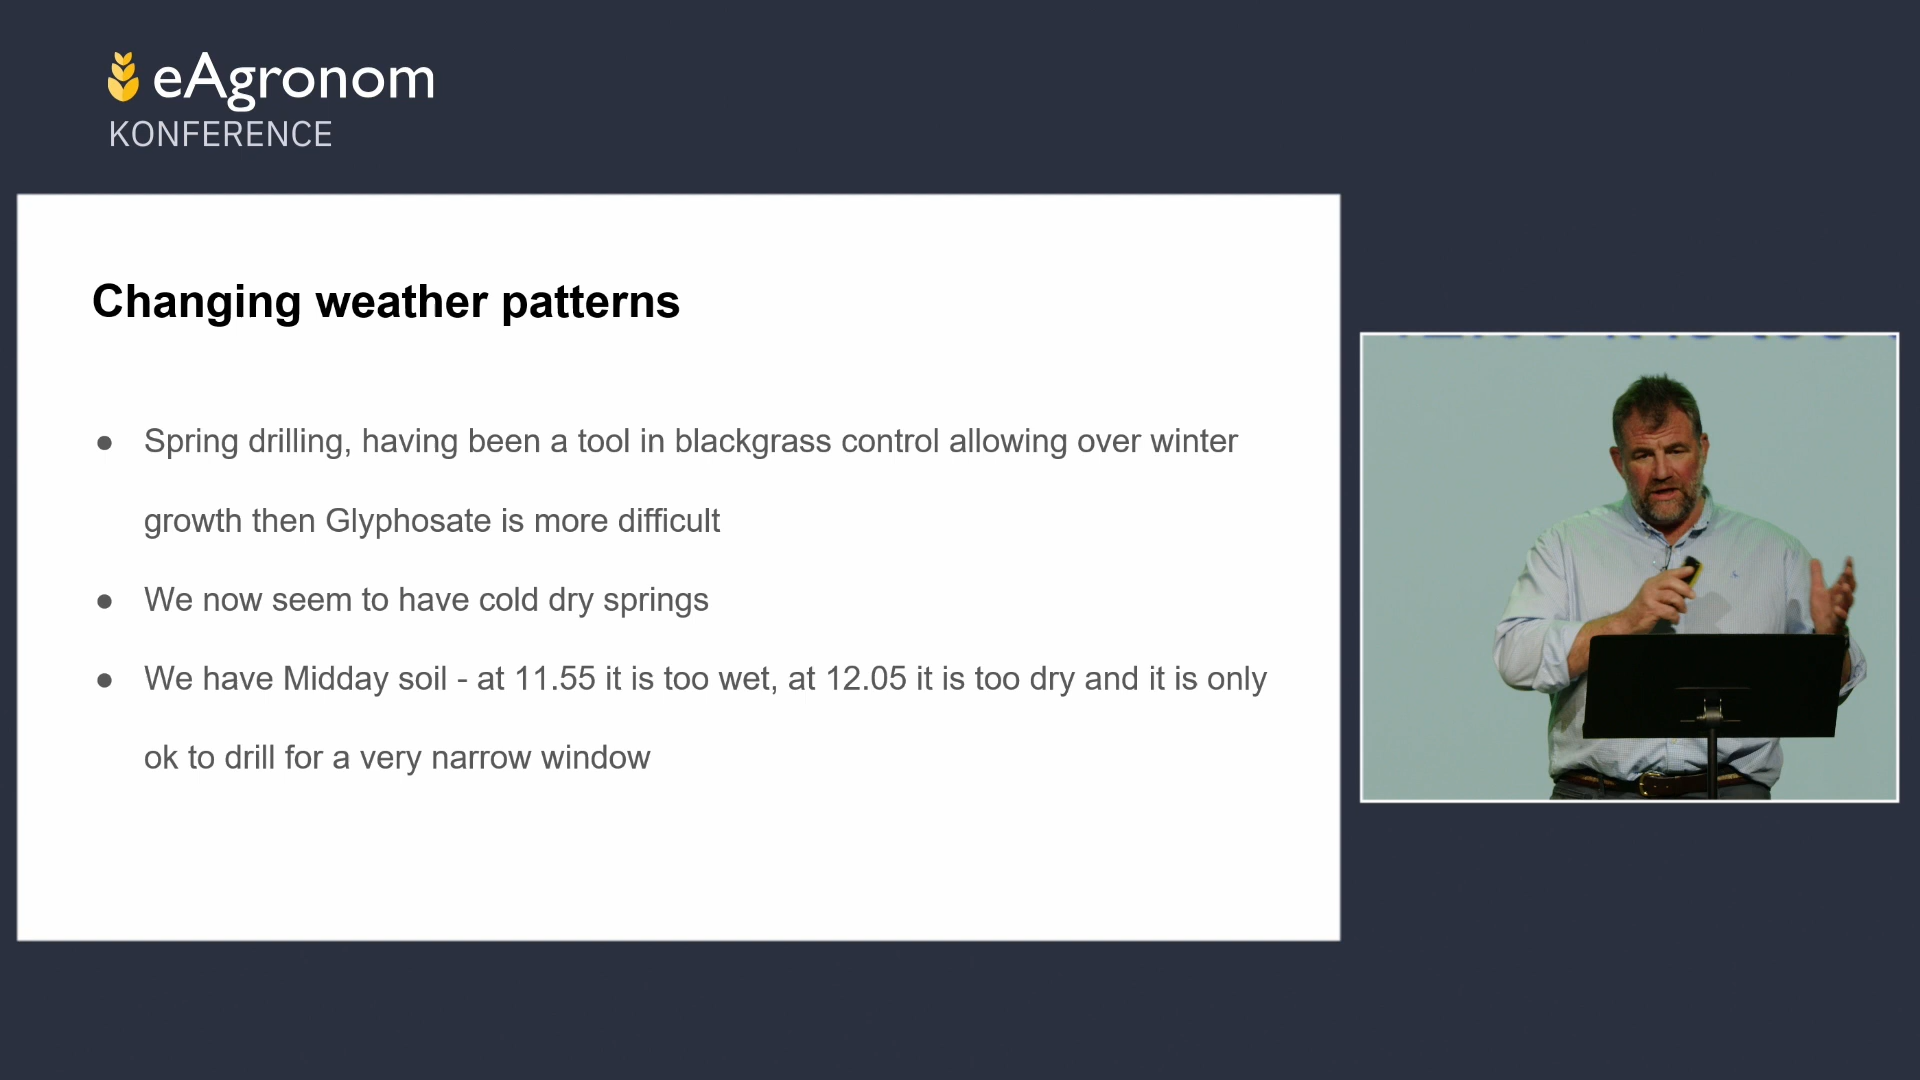 eAgronom
KONFERENCE
Changing weather patterns
● Spring drilling, having been a tool in blackgrass control allowing over winter
growth then Glyphosate is more difficult
● We now seem to have cold dry springs
● We have Midday soil - at 11.55 it is too wet, at 12.05 it is too dry and it is only
ok to drill for a very narrow window